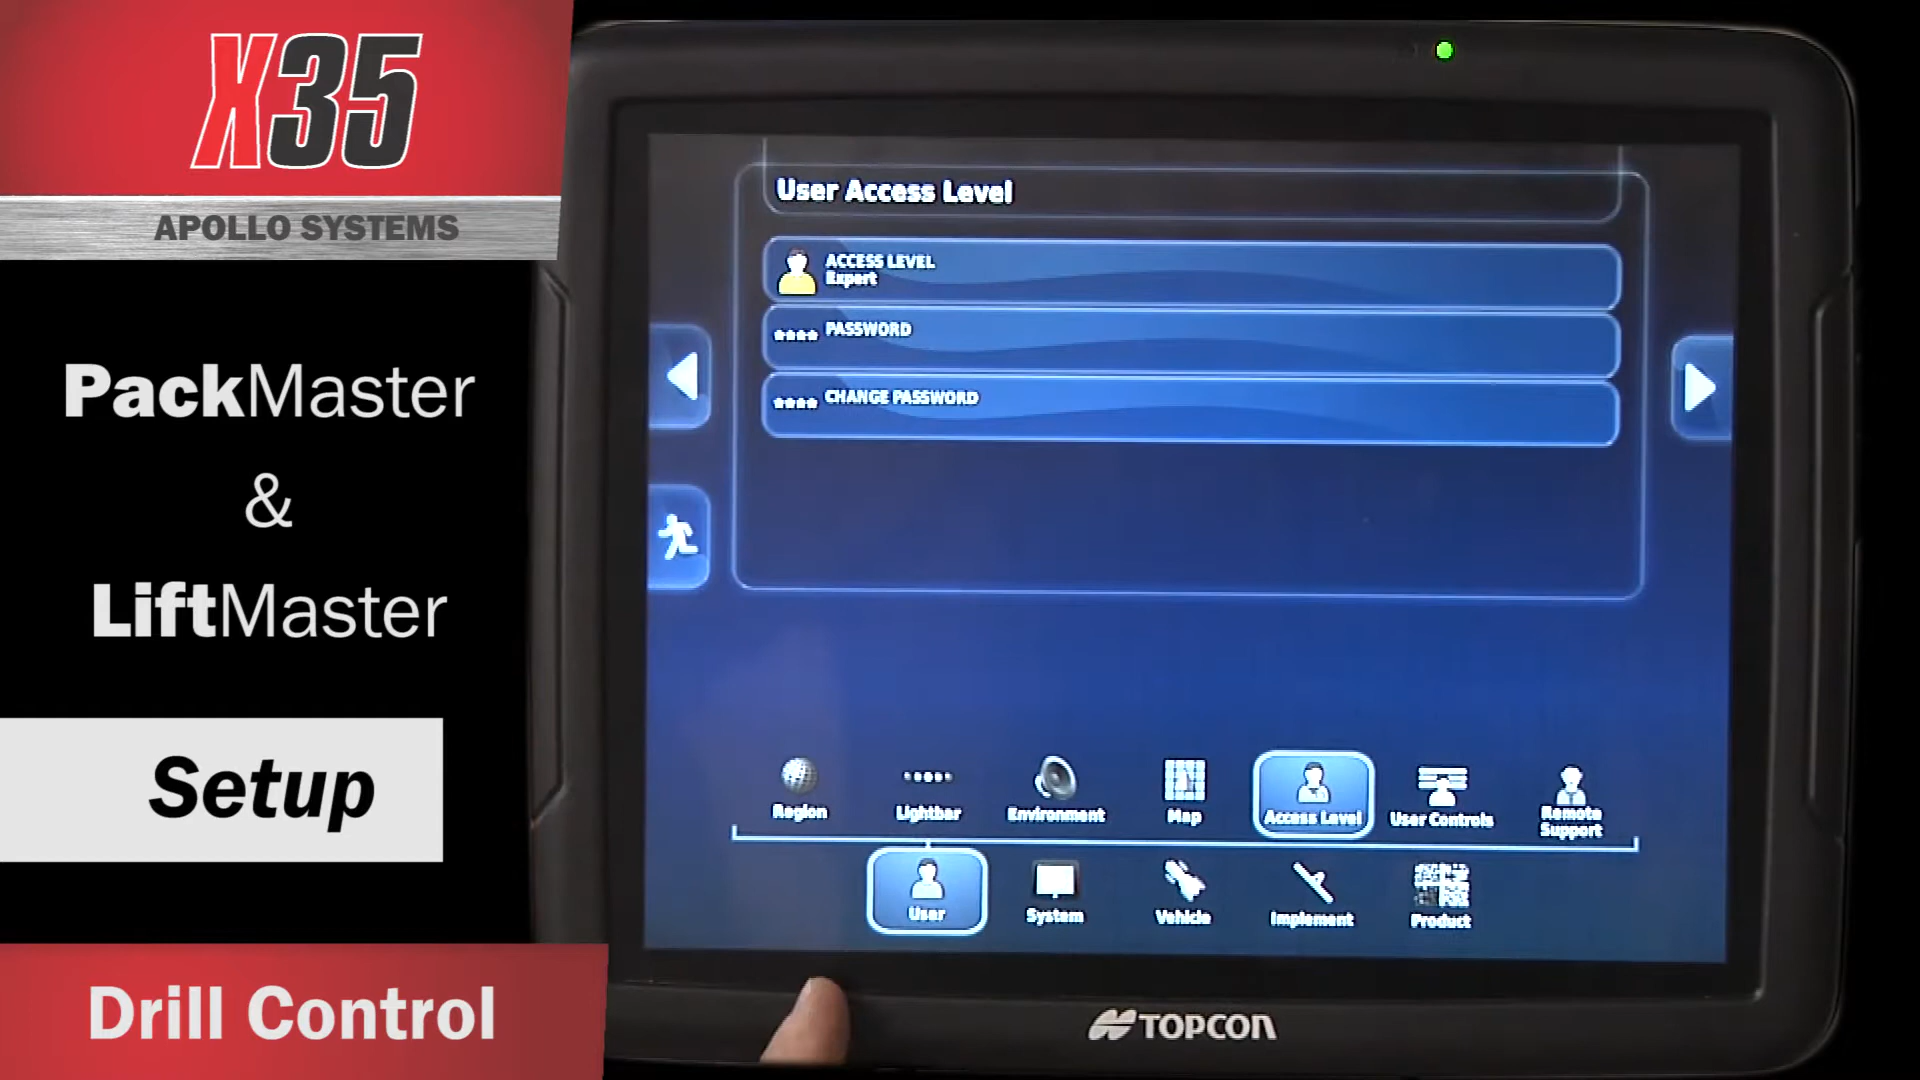 X35
APOLLO SYSTEMS
PackMaster
&
LiftMaster
Setup
Drill Control
User Access Level
ACCESS LEVEL
Expert
**** PASSWORD
**** CHANGE PASSWORD
Region
Lightbar
Environment
Map
Access Level
User Controls
Remote
Support
User
System
Vehicle
Implement
Product
TOPCON